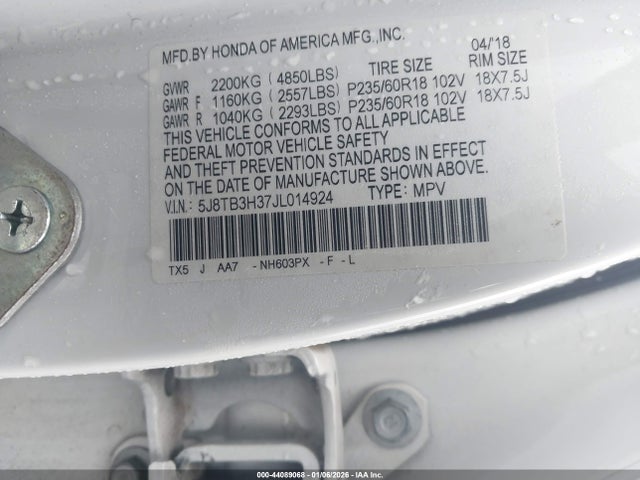 MFD.BY HONDA OF AMERICA MFG.,INC. 04/'18
GVWR 2200KG (4850LBS) TIRE SIZE RIM SIZE
GAWR F 1160KG (2557LBS) P235/60R18 102V 18X7.5J
GAWR R 1040KG (2293LBS) P235/60R18 102V 18X7.5J
THIS VEHICLE CONFORMS TO ALL APPLICABLE
FEDERAL MOTOR VEHICLE SAFETY
AND THEFT PREVENTION STANDARDS IN EFFECT
ON THE DATE OF MANUFACTURE SHOWN ABOVE.
V.I.N.: 5J8TB3H37JL014924 TYPE: MPV
TX5 J AA7 -NH603PX -F -L
000-44089068 - 01/06/2026 - IAA Inc.